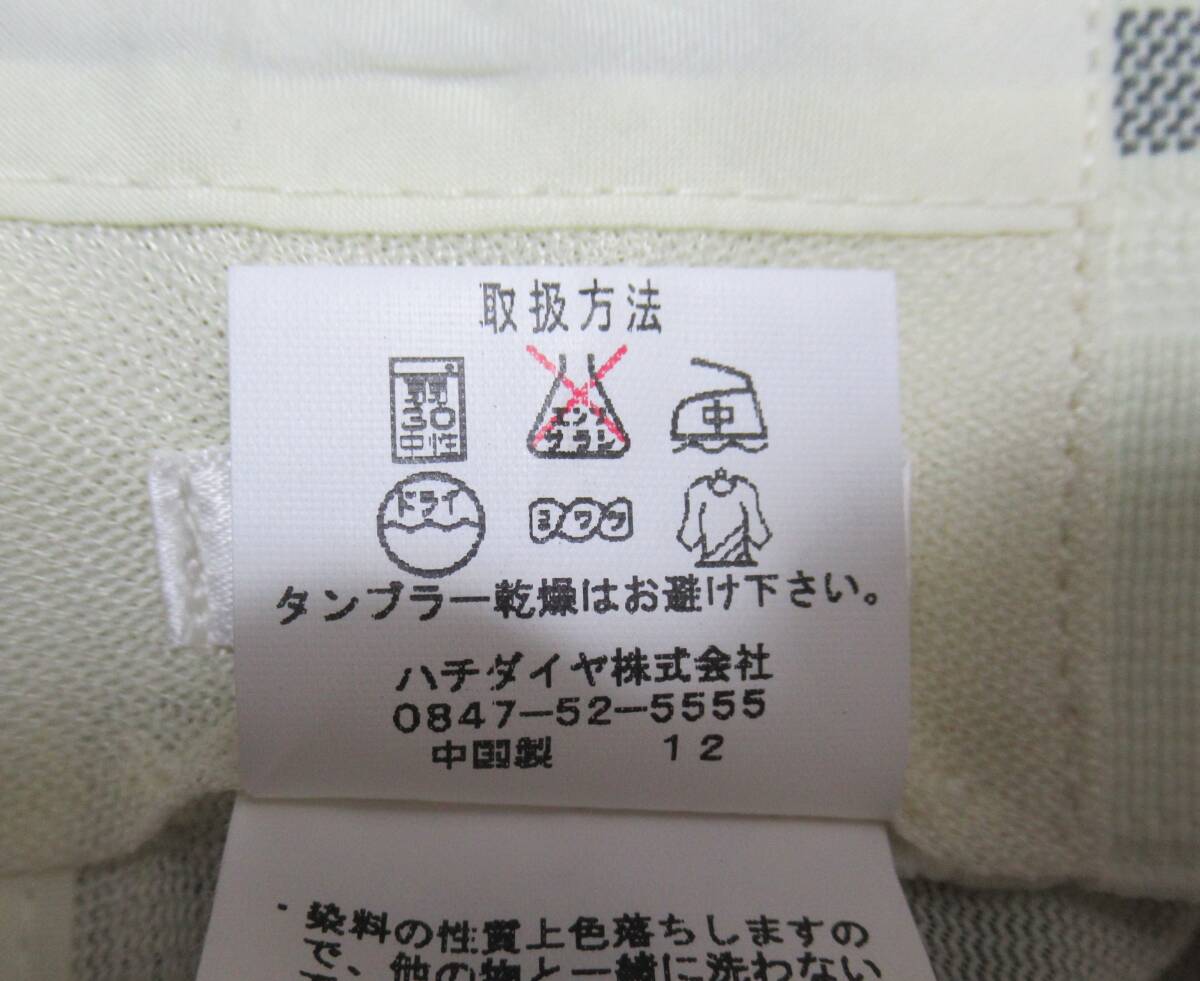 取扱方法
弱
30
中性
エンソ
サラシ
中
ドライ
ヨワク
タンブラー乾燥はお避け下さい。
ハチダイヤ株式会社
0847-52-5555
中国製 12
染料の性質上色落ちしますの
で、他の物と一緒に洗わない